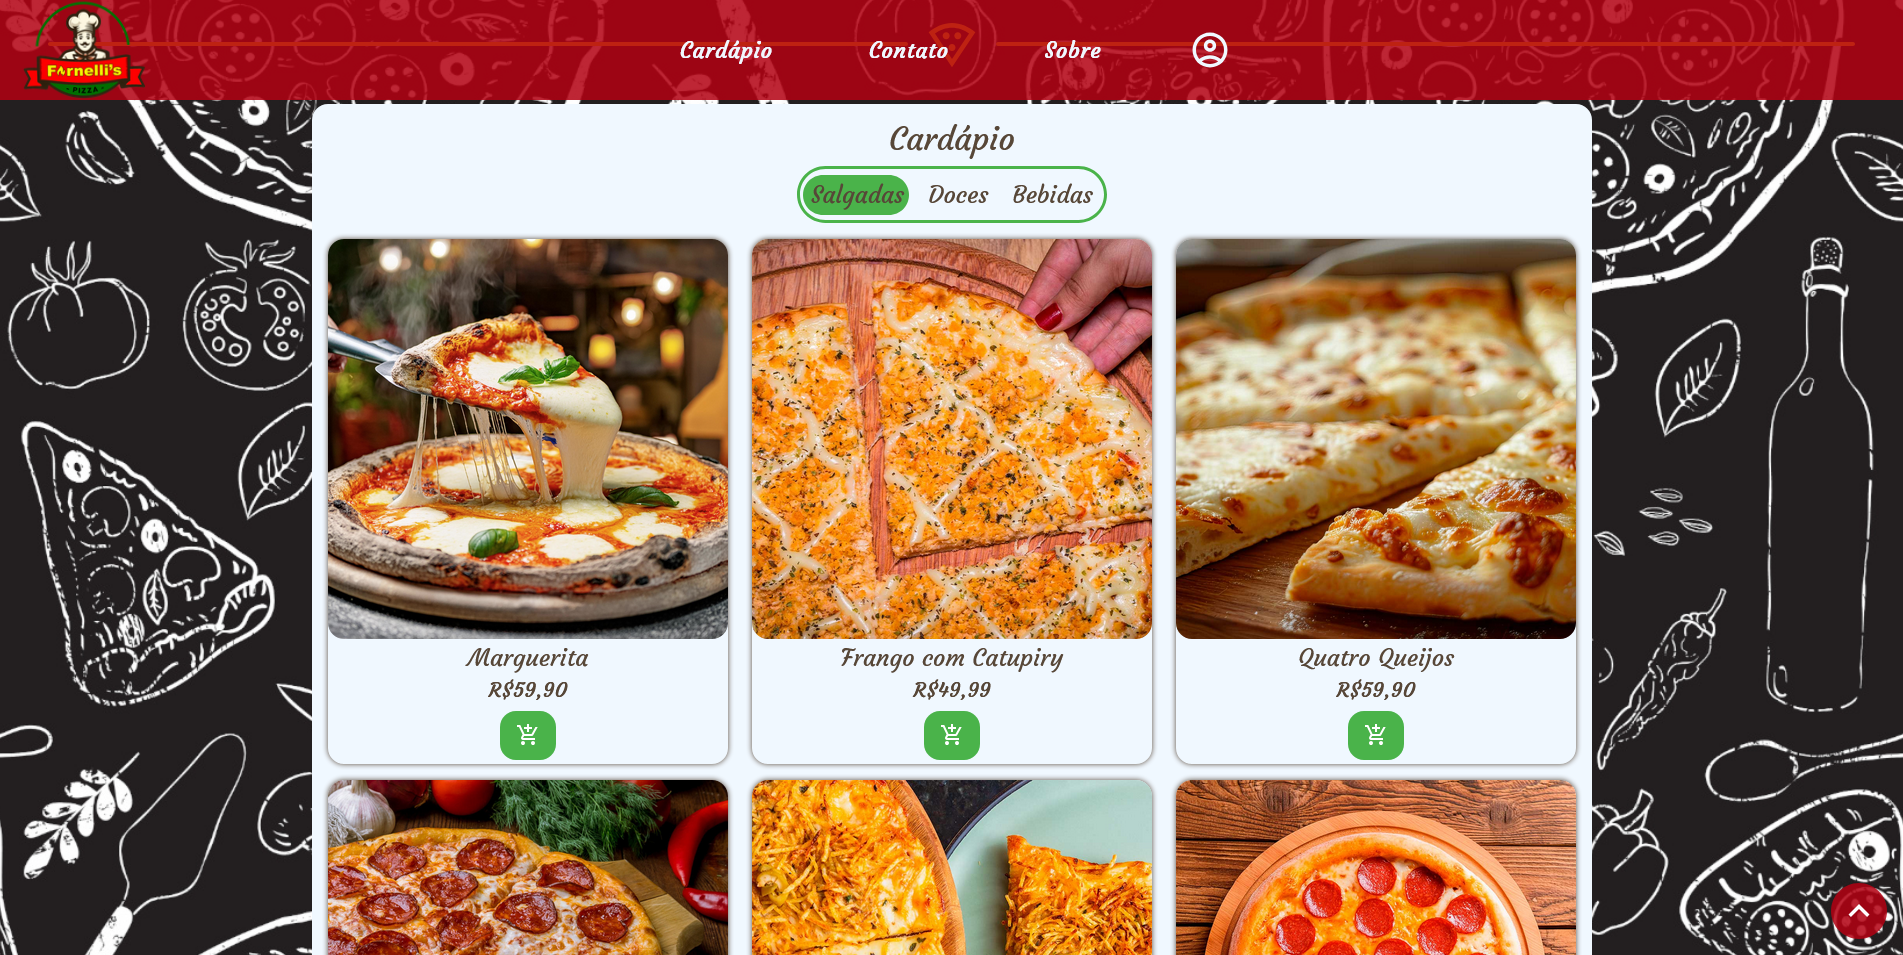 Fornelli's
PIZZA
Cardápio
Contato
Sobre
Cardápio
Salgadas
Doces
Bebidas
Marguerita
R$59,90
Frango com Catupiry
R$49,99
Quatro Queijos
R$59,90